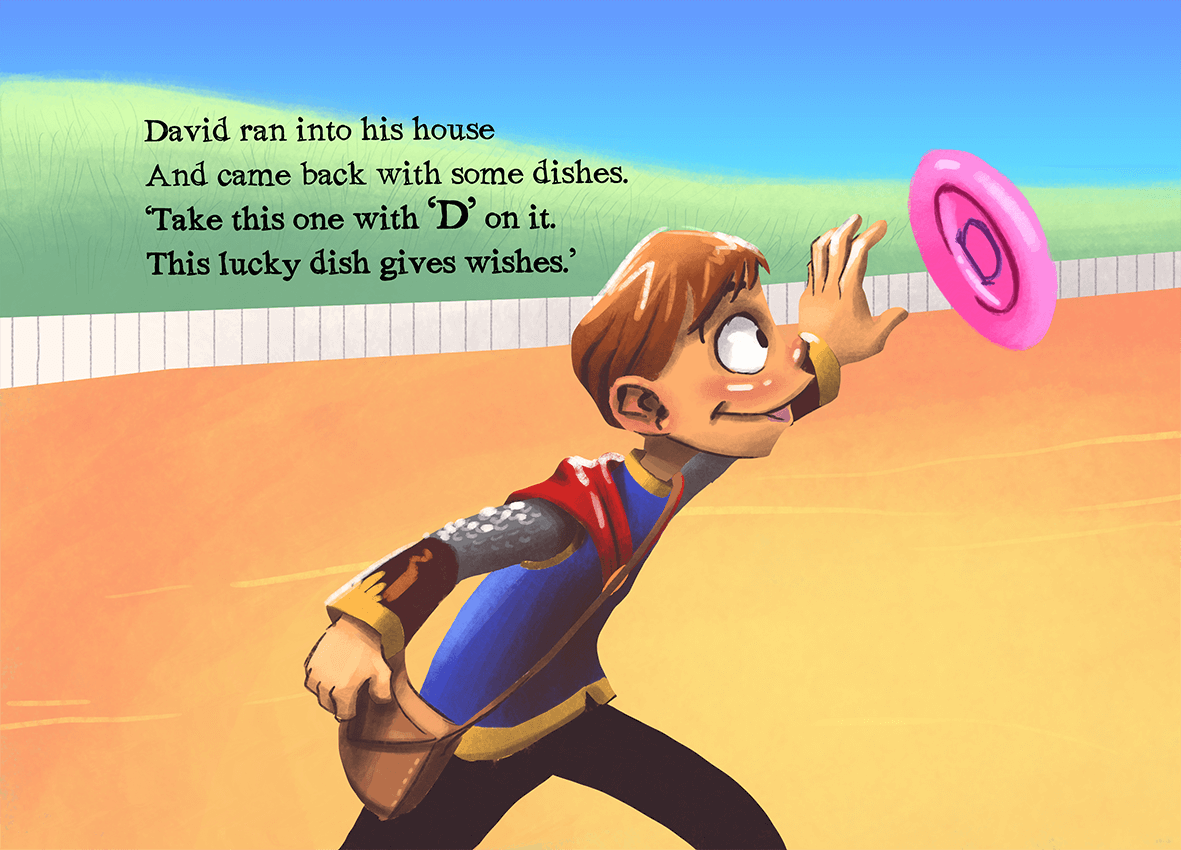 David ran into his house
And came back with some dishes.
‘Take this one with ‘D’ on it.
This lucky dish gives wishes.’
D